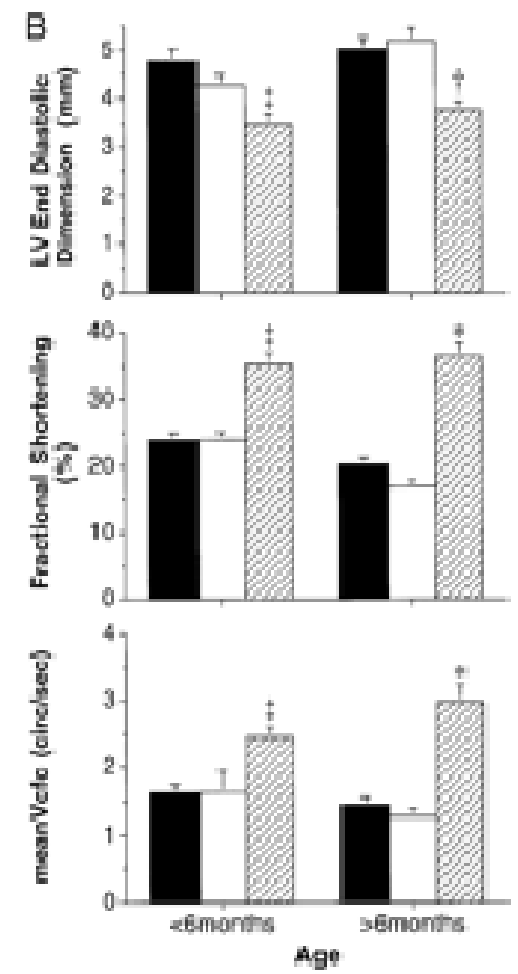 B
LV End Diastolic
Dimension (mm)
5
4
3
2
1
0
Fractional Shortening
(%)
40
30
20
10
0
meanVcfc (circ/sec)
4
3
2
1
0
<6months
>6months
Age